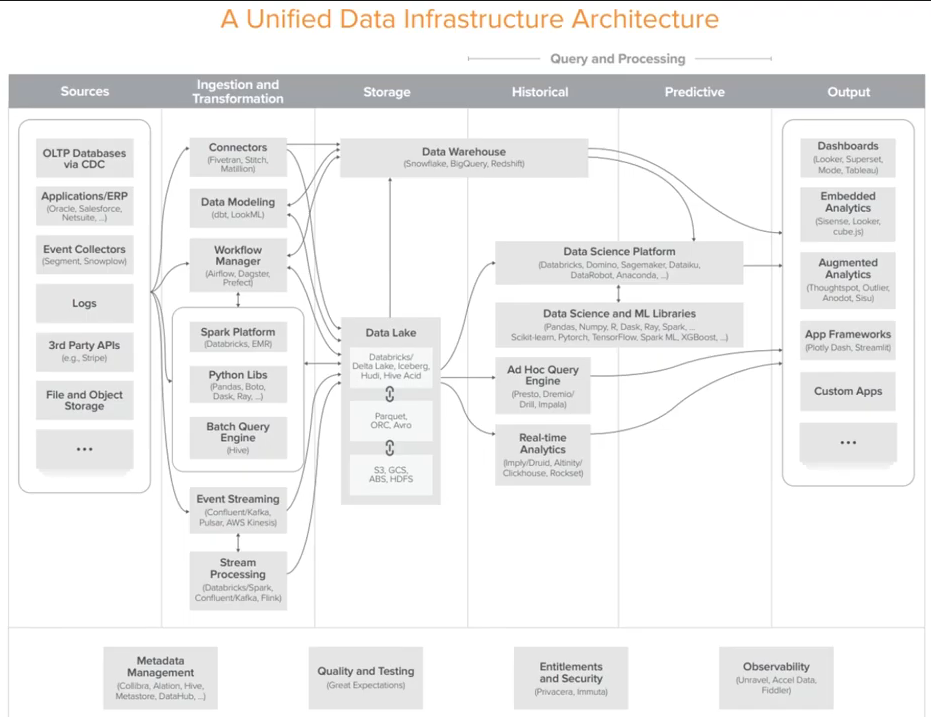 A Unified Data Infrastructure Architecture
Query and Processing
Sources
Ingestion and
Transformation
Storage
Historical
Predictive
Output
OLTP Databases
via CDC
Applications/ERP
(Oracle, Salesforce,
Netsuite, ...)
Event Collectors
(Segment, Snowplow)
Logs
3rd Party APIs
(e.g., Stripe)
File and Object
Storage
...
Connectors
(Fivetran, Stitch,
Matillion)
Data Modeling
(dbt, LookML)
Workflow
Manager
(Airflow, Dagster,
Prefect)
Spark Platform
(Databricks, EMR)
Python Libs
(Pandas, Boto,
Dask, Ray, ...)
Batch Query
Engine
(Hive)
Event Streaming
(Confluent/Kafka,
Pulsar, AWS Kinesis)
Stream
Processing
(Databricks/Spark,
Confluent/Kafka, Flink)
Data Warehouse
(Snowflake, BigQuery, Redshift)
Data Lake
Databricks/
Delta Lake, Iceberg,
Hudi, Hive Acid
Parquet,
ORC, Avro
S3, GCS,
ABS, HDFS
Data Science Platform
(Databricks, Domino, Sagemaker, Dataiku,
DataRobot, Anaconda, ...)
Data Science and ML Libraries
(Pandas, Numpy, R, Dask, Ray, Spark, ...
Scikit-learn, Pytorch, TensorFlow, Spark ML, XGBoost, ...)
Ad Hoc Query
Engine
(Presto, Dremio/
Drill, Impala)
Real-time
Analytics
(Imply/Druid, Altinity/
Clickhouse, Rockset)
Dashboards
(Looker, Superset,
Mode, Tableau)
Embedded
Analytics
(Sisense, Looker,
cube.js)
Augmented
Analytics
(Thoughtspot, Outlier,
Anodot, Sisu)
App Frameworks
(Plotly Dash, Streamlit)
Custom Apps
...
Metadata
Management
(Collibra, Alation, Hive,
Metastore, DataHub, ...)
Quality and Testing
(Great Expectations)
Entitlements
and Security
(Privacera, Immuta)
Observability
(Unravel, Accel Data,
Fiddler)